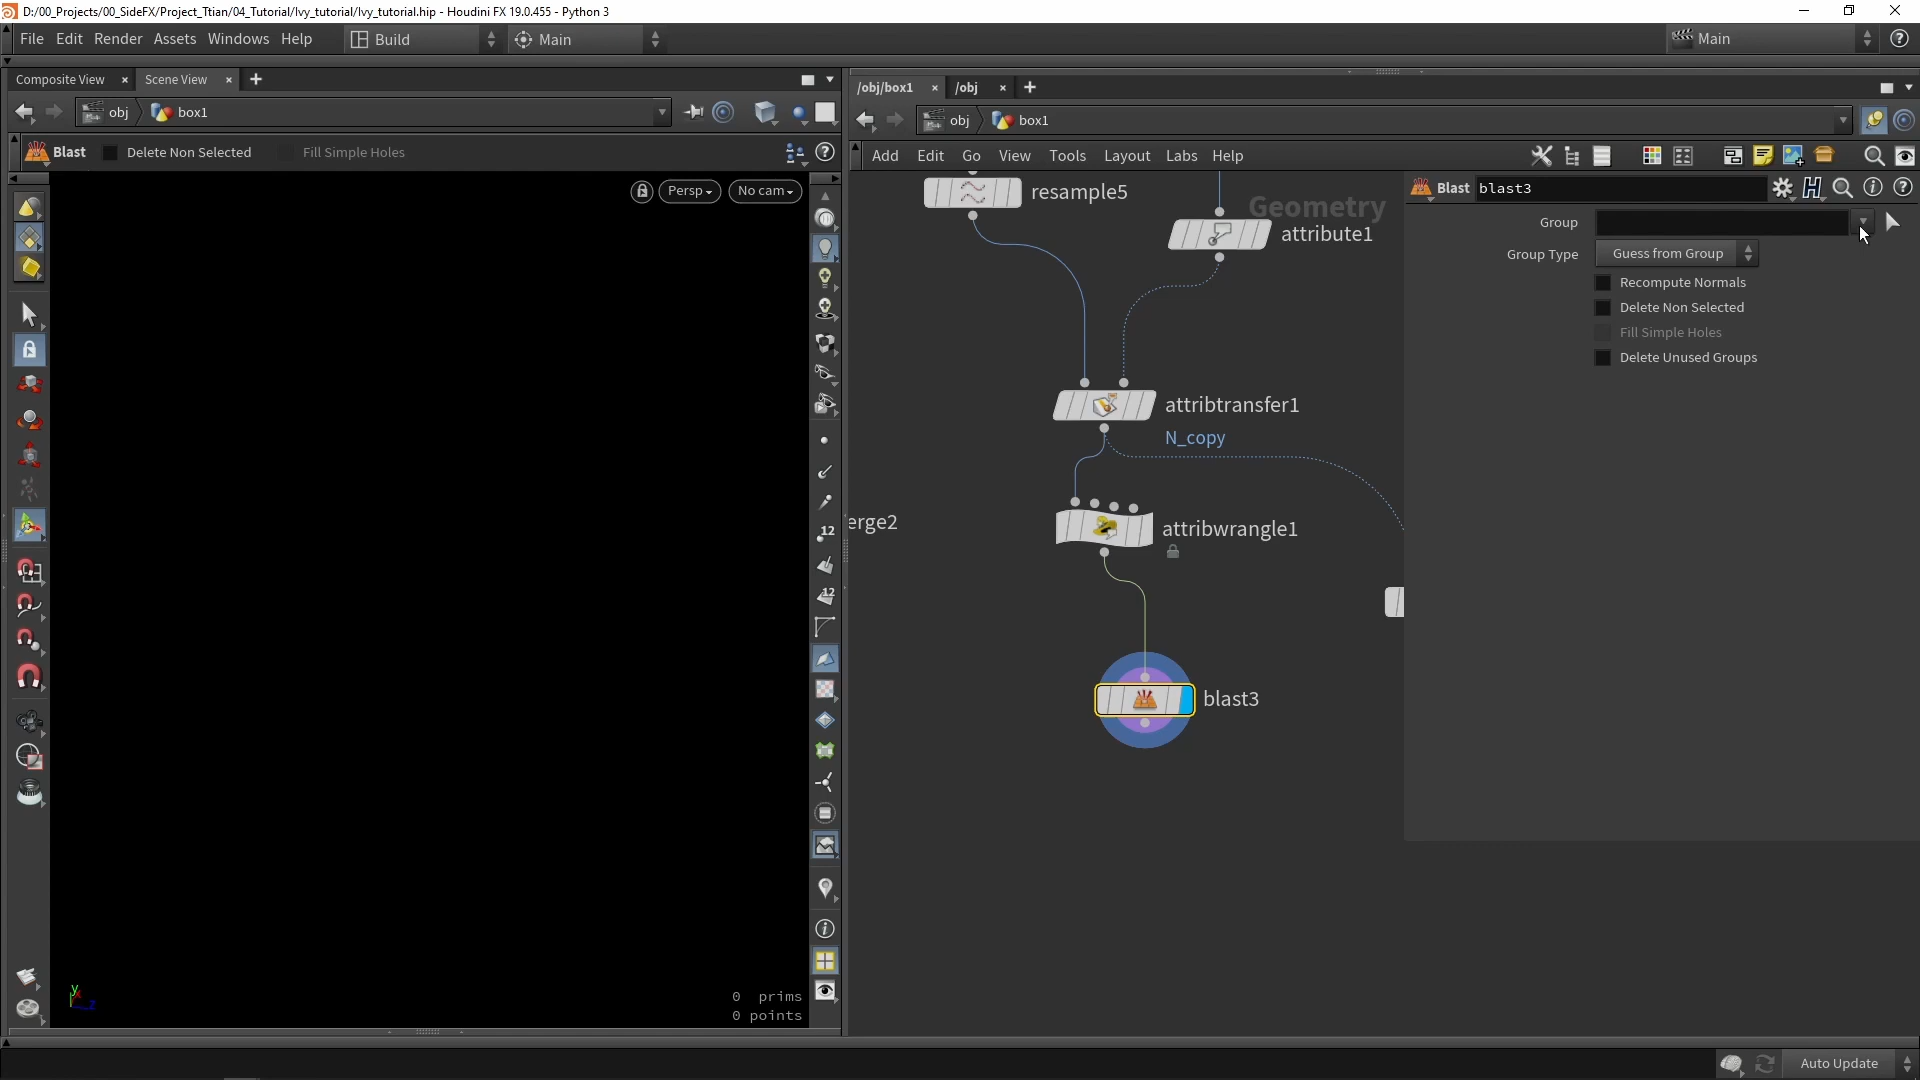 D:/00_Projects/00_SideFX/Project_Ttian/04_Tutorial/Ivy_tutorial/Ivy_tutorial.hip - Houdini FX 19.0.455 - Python 3
File Edit Render Assets Windows Help Build Main Main
Composite View × Scene View × +
/obj/box1 × /obj × +
obj box1
obj box1
Blast Delete Non Selected Fill Simple Holes
Add Edit Go View Tools Layout Labs Help
Persp No cam
Blast blast3
Group
Group Type Guess from Group
Recompute Normals
Delete Non Selected
Fill Simple Holes
Delete Unused Groups
resample5
Geometry
attribute1
attribtransfer1
N_copy
erge2
attribwrangle1
blast3
12
12
y
z
0 prims
0 points
Auto Update